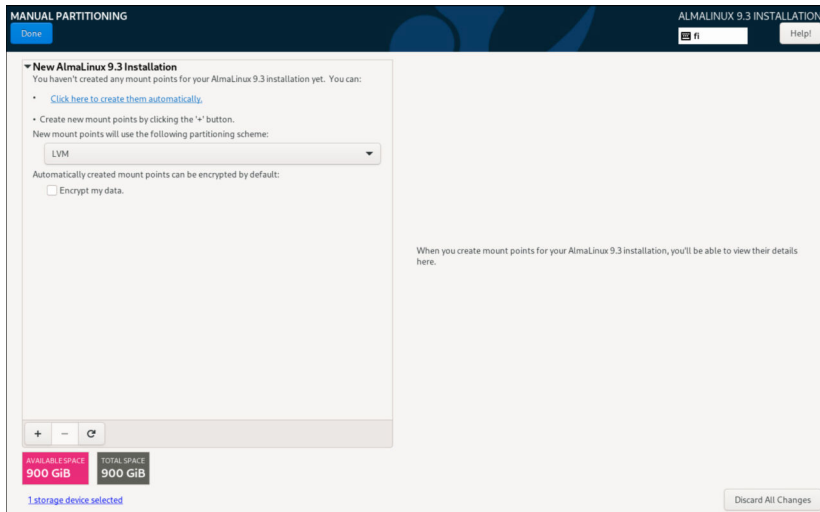 MANUAL PARTITIONING
ALMALINUX 9.3 INSTALLATION
Done
fi
Help!
New AlmaLinux 9.3 Installation
You haven't created any mount points for your AlmaLinux 9.3 installation yet. You can:
• Click here to create them automatically.
• Create new mount points by clicking the '+' button.
New mount points will use the following partitioning scheme:
LVM
Automatically created mount points can be encrypted by default:
Encrypt my data.
When you create mount points for your AlmaLinux 9.3 installation, you'll be able to view their details
here.
+ −
AVAILABLE SPACE
900 GiB
TOTAL SPACE
900 GiB
1 storage device selected
Discard All Changes